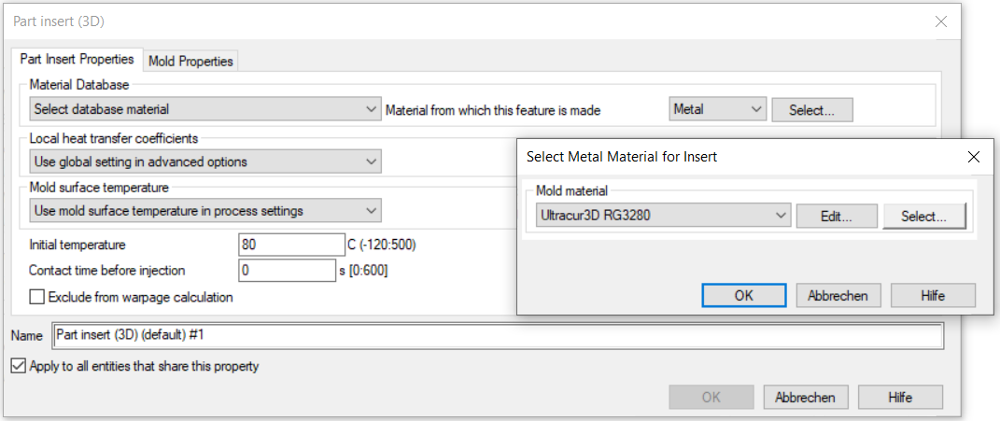 Part insert (3D)
Part Insert Properties
Mold Properties
Material Database
Select database material
Material from which this feature is made
Metal
Select...
Local heat transfer coefficients
Use global setting in advanced options
Mold surface temperature
Use mold surface temperature in process settings
Initial temperature
80
C (-120:500)
Contact time before injection
0
s [0:600]
Exclude from warpage calculation
Name
Part insert (3D) (default) #1
Apply to all entities that share this property
OK
Abbrechen
Hilfe
Select Metal Material for Insert
Mold material
Ultracur3D RG3280
Edit...
Select...
OK
Abbrechen
Hilfe